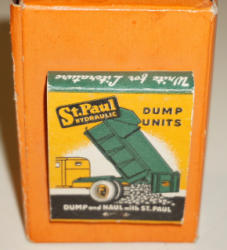 Write for Literature
St. Paul
HYDRAULIC
DUMP
UNITS
DUMP and HAUL with ST. PAUL